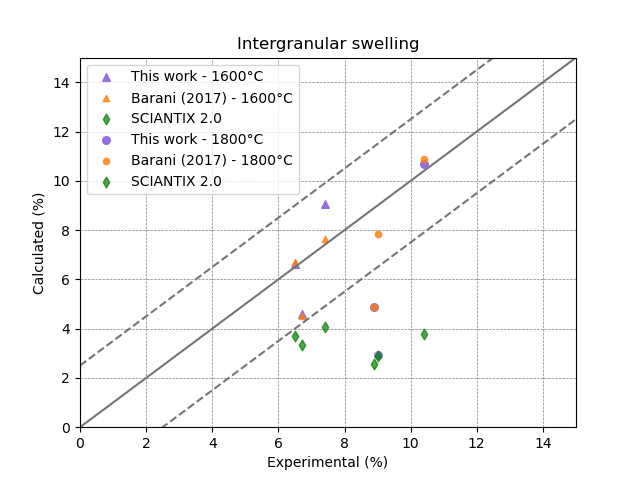 Intergranular swelling
This work - 1600°C
Barani (2017) - 1600°C
SCIANTIX 2.0
This work - 1800°C
Barani (2017) - 1800°C
SCIANTIX 2.0
14
12
10
8
6
4
2
0
Calculated (%)
0 2 4 6 8 10 12 14
Experimental (%)